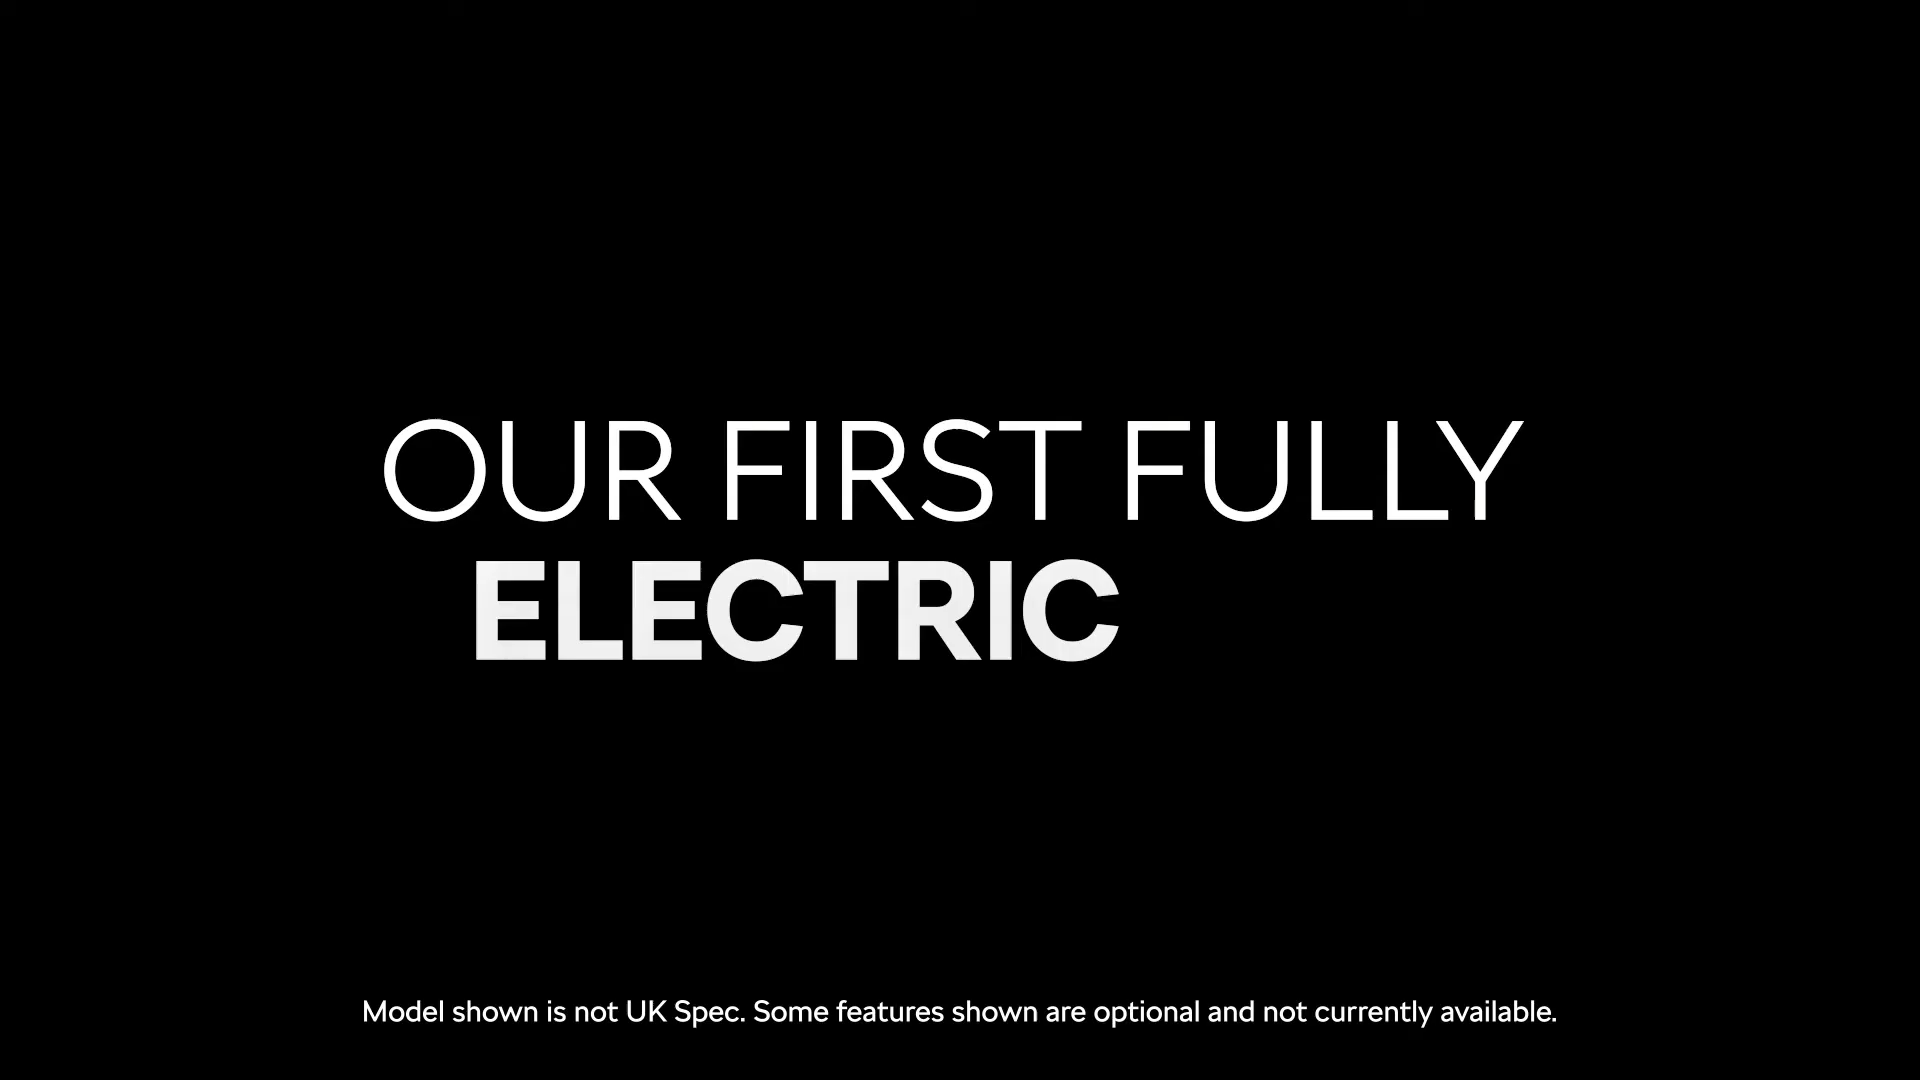 OUR FIRST FULLY
ELECTRIC
Model shown is not UK Spec. Some features shown are optional and not currently available.